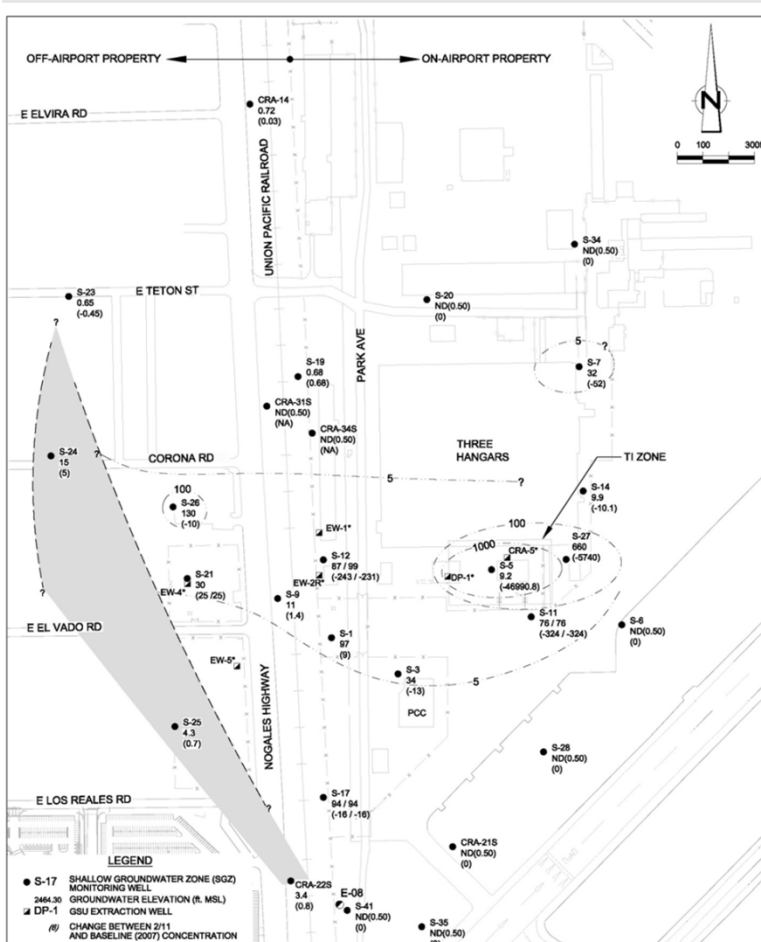 OFF-AIRPORT PROPERTY
ON-AIRPORT PROPERTY
N
0 100 300
CRA-14
0.72
(0.03)
E ELVIRA RD
UNION PACIFIC RAILROAD
S-34
ND(0.50)
(0)
S-23
0.65
(-0.45)
E TETON ST
S-20
ND(0.50)
(0)
?
PARK AVE
5
?
S-7
32
(-52)
S-19
0.68
(0.68)
CRA-31S
ND(0.50)
(NA)
CRA-34S
ND(0.50)
(NA)
THREE
HANGARS
TI ZONE
S-24
15
(5)
?
CORONA RD
5
?
S-14
9.9
(-10.1)
100
S-26
130
(-10)
EW-1*
100
1000
CRA-5*
S-27
660
(-5740)
S-12
87 / 99
(-243 / -231)
EW-2R*
DP-1*
S-5
9.2
(-46990.8)
S-21
30
(25 /25)
EW-4*
?
S-9
11
(1.4)
S-11
76 / 76
(-324 / -324)
S-6
ND(0.50)
(0)
E EL VADO RD
S-1
97
(9)
EW-5*
S-3
34
(-13)
5
PCC
NOGALES HIGHWAY
S-25
4.3
(0.7)
S-28
ND(0.50)
(0)
E LOS REALES RD
?
S-17
94 / 94
(-16 / -16)
CRA-21S
ND(0.50)
(0)
LEGEND
S-17 SHALLOW GROUNDWATER ZONE (SGZ)
MONITORING WELL
2464.30 GROUNDWATER ELEVATION (ft. MSL)
DP-1 GSU EXTRACTION WELL
CHANGE BETWEEN 2/11
AND BASELINE (2007) CONCENTRATION
CRA-22S
3.4
E-08
S-41
ND(0.50)
(0)
S-35
ND(0.50)